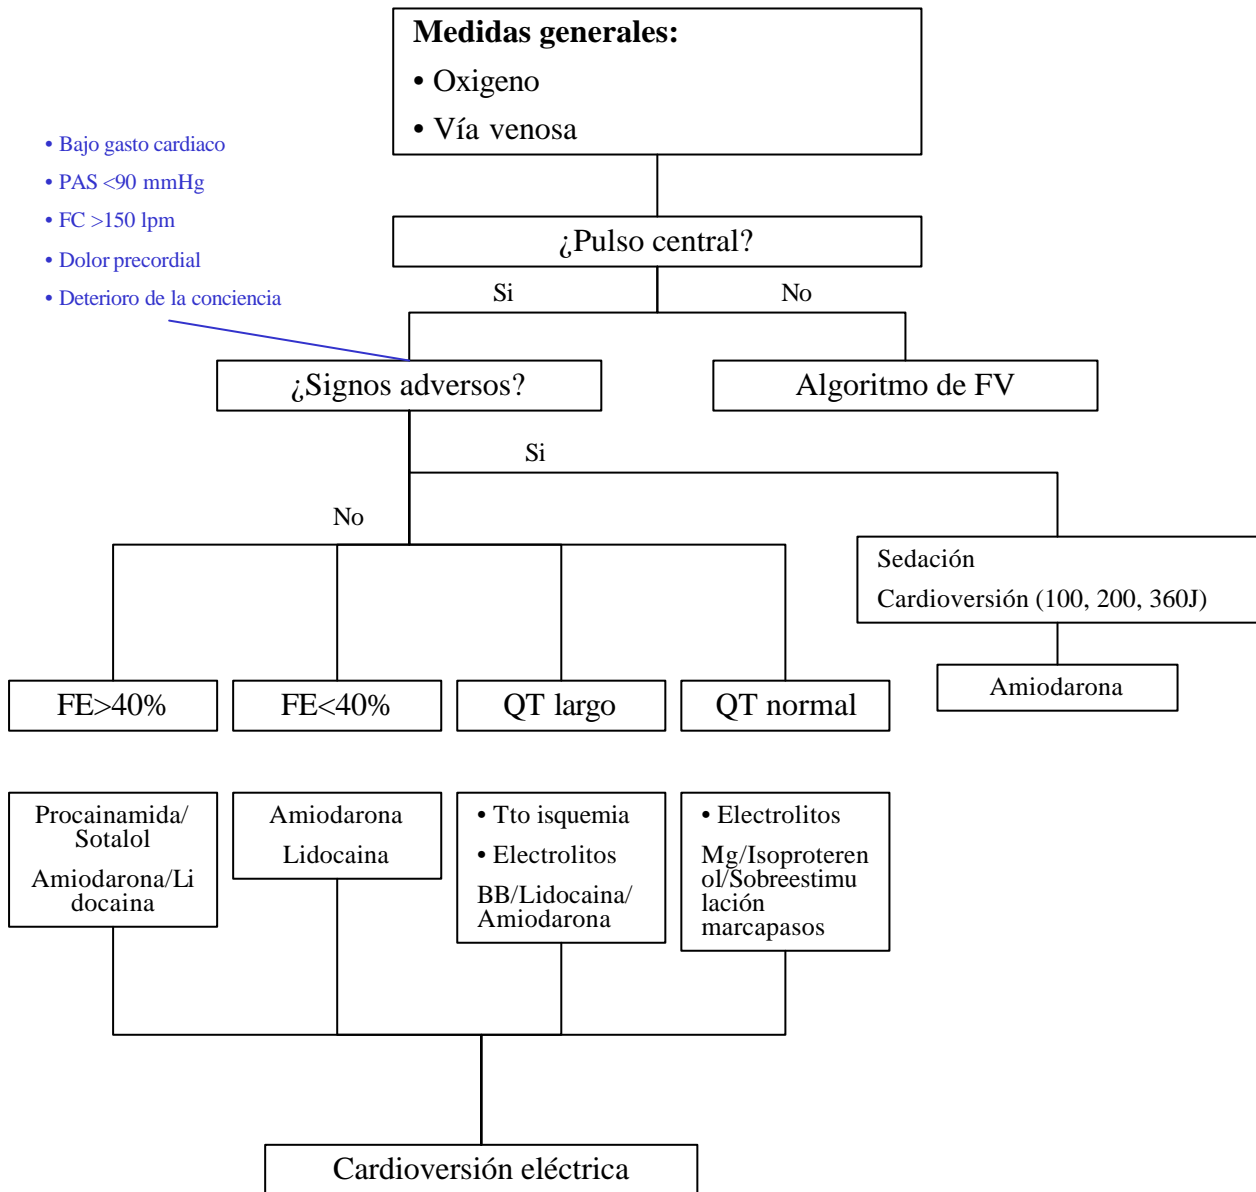 Medidas generales:
• Oxigeno
• Vía venosa
• Bajo gasto cardiaco
• PAS <90 mmHg
• FC >150 lpm
• Dolor precordial
• Deterioro de la conciencia
¿Pulso central?
Si
No
¿Signos adversos?
Algoritmo de FV
Si
No
Sedación
Cardioversión (100, 200, 360J)
Amiodarona
FE>40%
FE<40%
QT largo
QT normal
Procainamida/
Sotalol
Amiodarona/Li
docaina
Amiodarona
Lidocaina
• Tto isquemia
• Electrolitos
BB/Lidocaina/
Amiodarona
• Electrolitos
Mg/Isoproteren
ol/Sobreestimu
lación
marcapasos
Cardioversión eléctrica